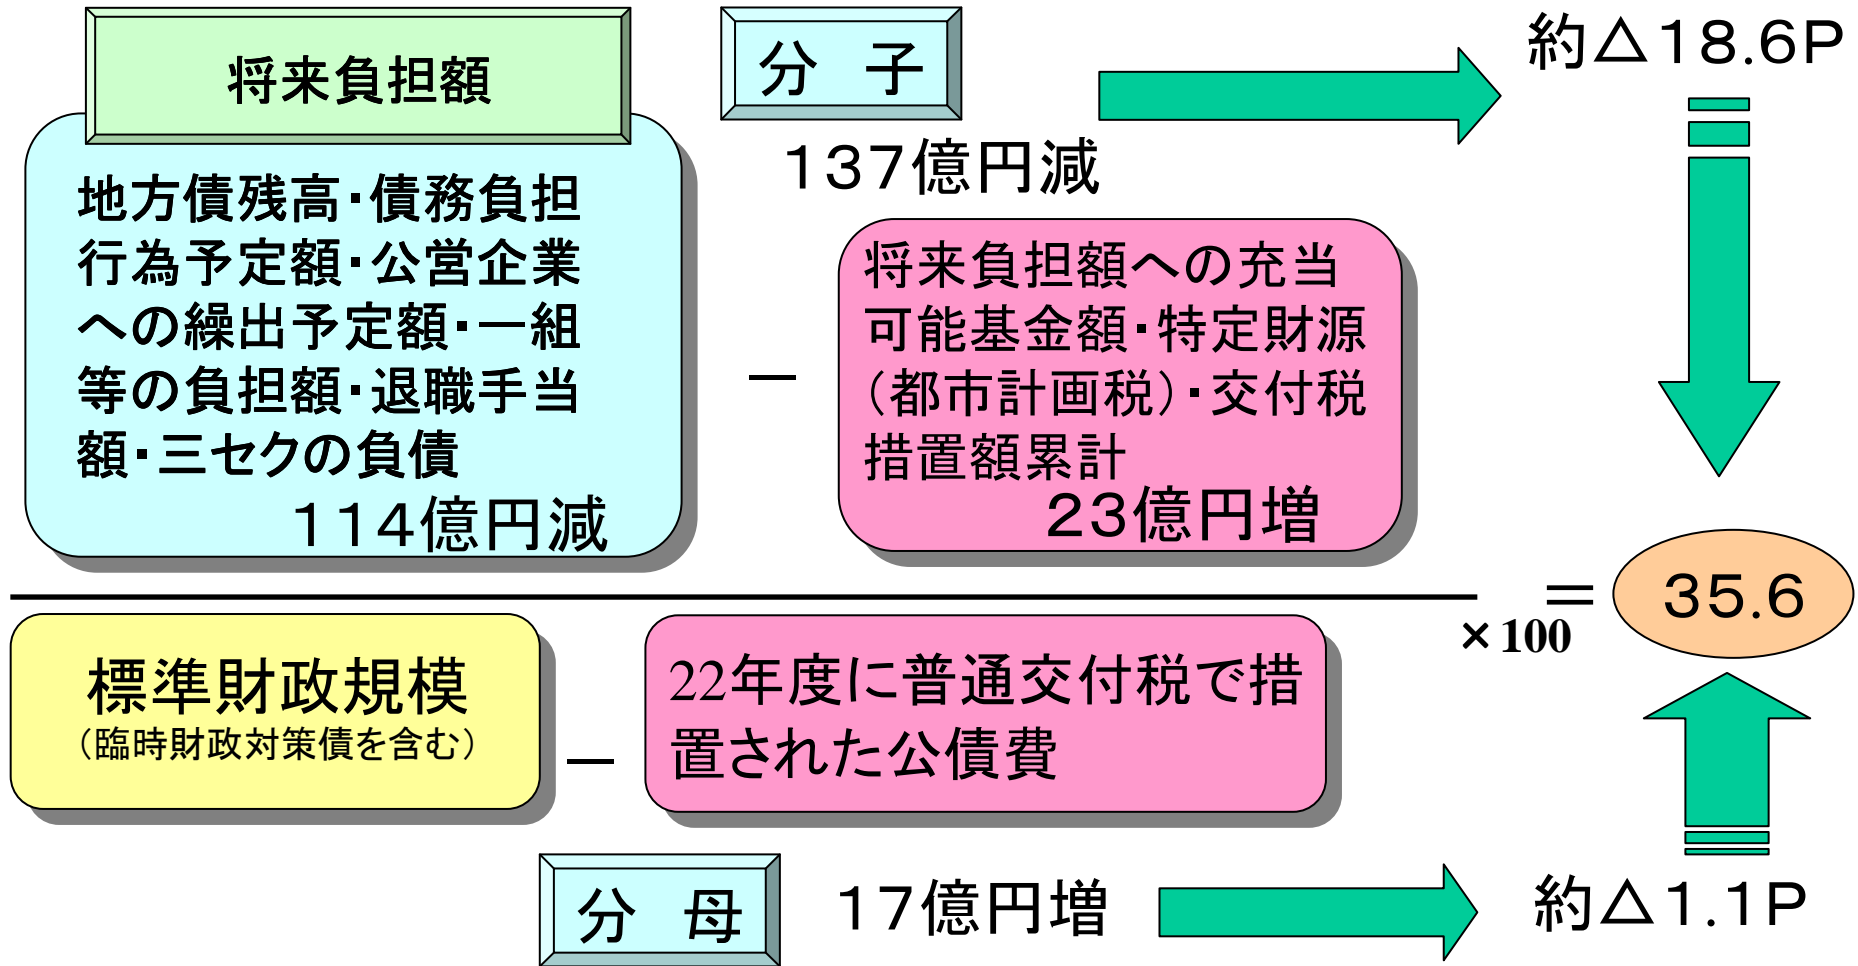 将来負担額
分　子
約△１８.６Ｐ
１３７億円減
地方債残高・債務負担
行為予定額・公営企業
への繰出予定額・一組
等の負担額・退職手当
額・三セクの負債
１１４億円減
－
将来負担額への充当
可能基金額・特定財源
（都市計画税）・交付税
措置額累計
２３億円増
×100
＝
３５.６
標準財政規模
（臨時財政対策債を含む）
－
22年度に普通交付税で措
置された公債費
分　母
１７億円増
約△１.１Ｐ